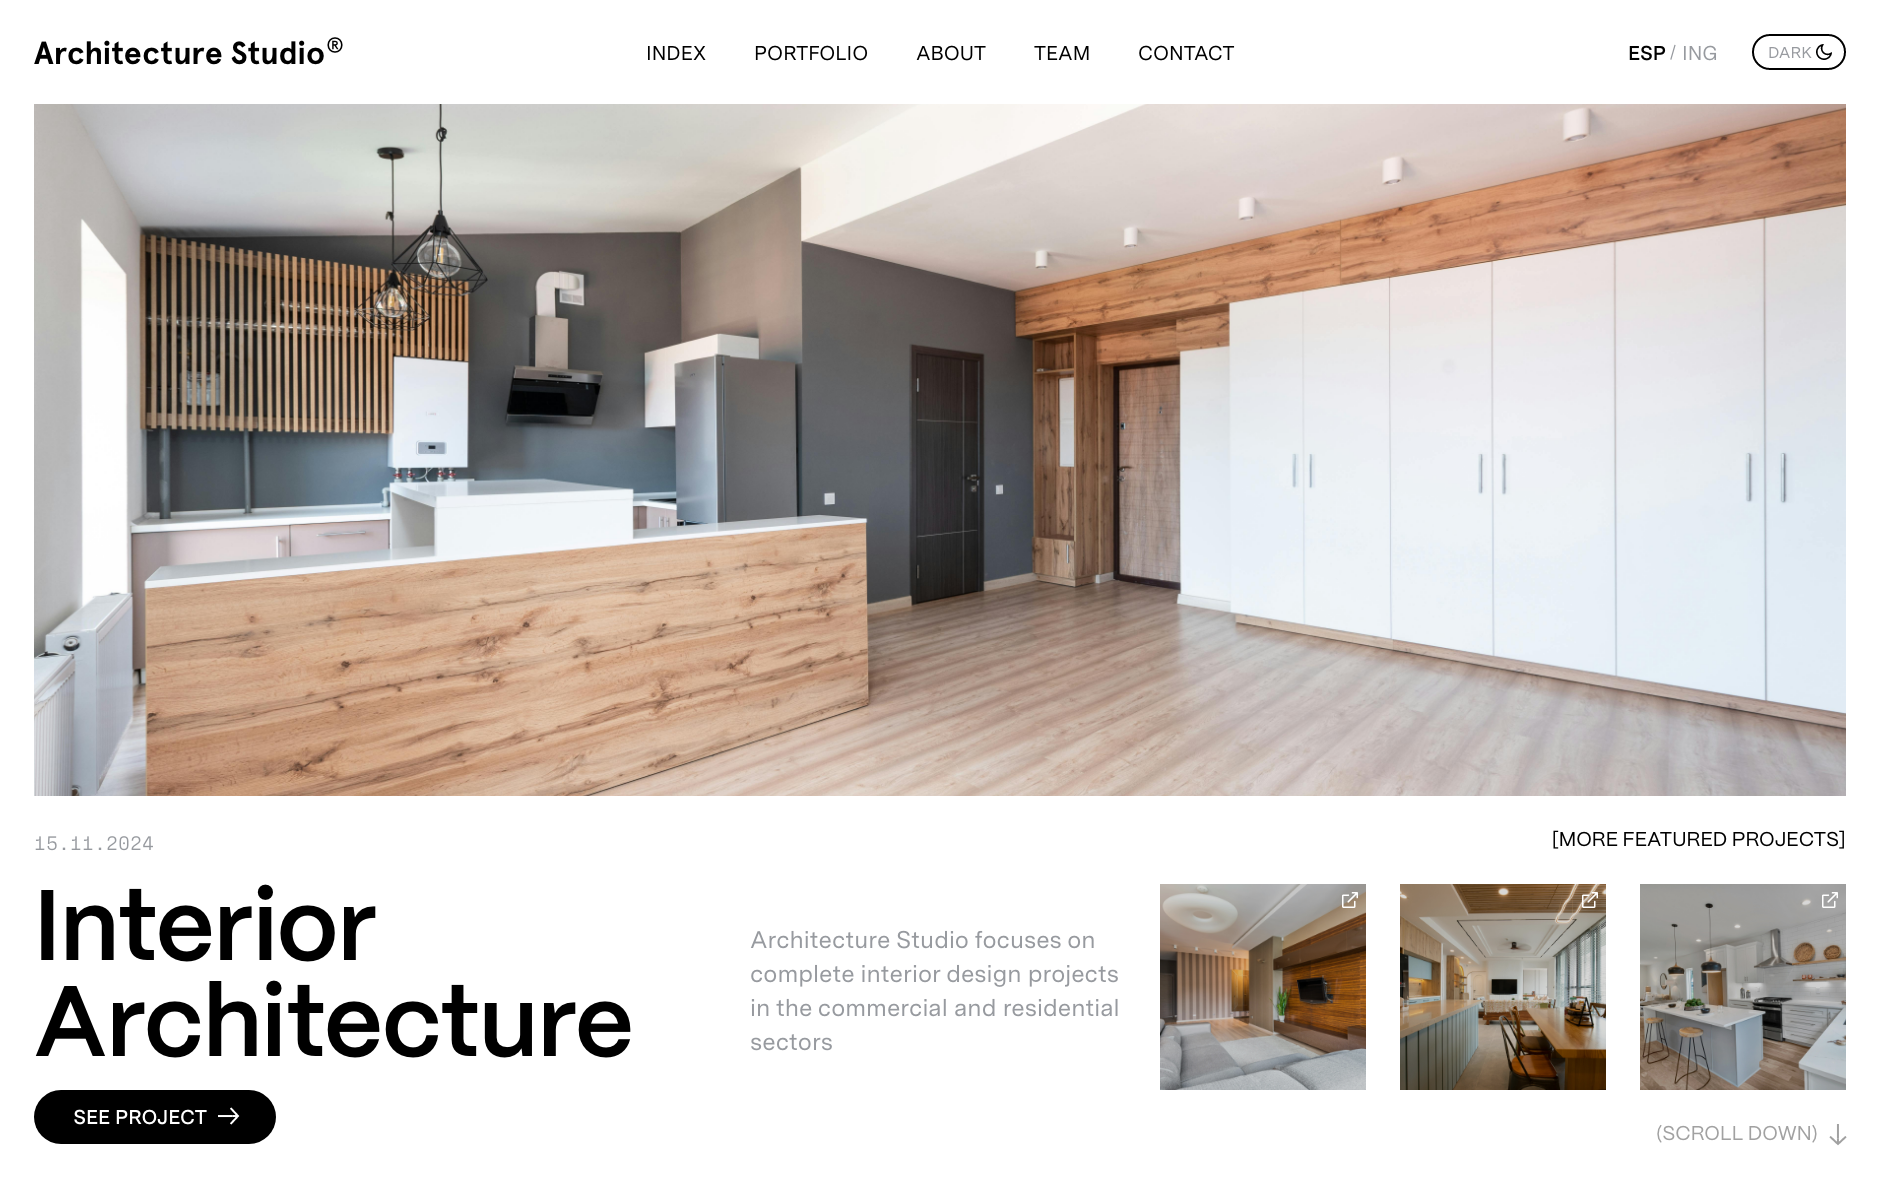 Architecture Studio®
INDEX PORTFOLIO ABOUT TEAM CONTACT
ESP / ING
DARK
15.11.2024
Interior
Architecture
SEE PROJECT →
Architecture Studio focuses on
complete interior design projects
in the commercial and residential
sectors
[MORE FEATURED PROJECTS]
(SCROLL DOWN) ↓